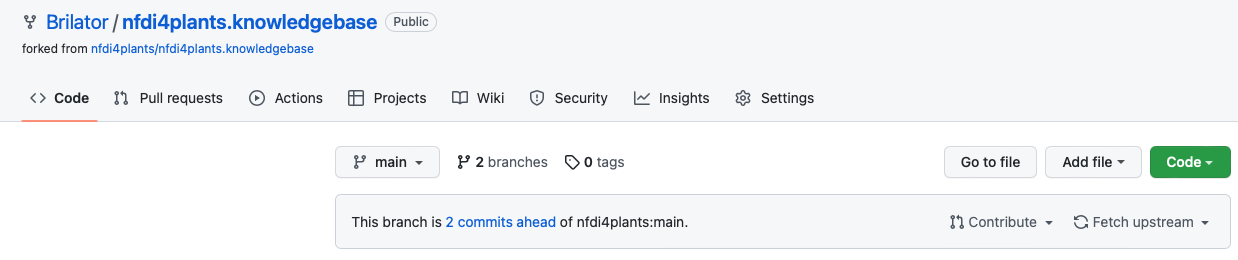 Brilator / nfdi4plants.knowledgebase Public
forked from nfdi4plants/nfdi4plants.knowledgebase
Code Pull requests Actions Projects Wiki Security Insights Settings
main 2 branches 0 tags Go to file Add file Code
This branch is 2 commits ahead of nfdi4plants:main. Contribute Fetch upstream